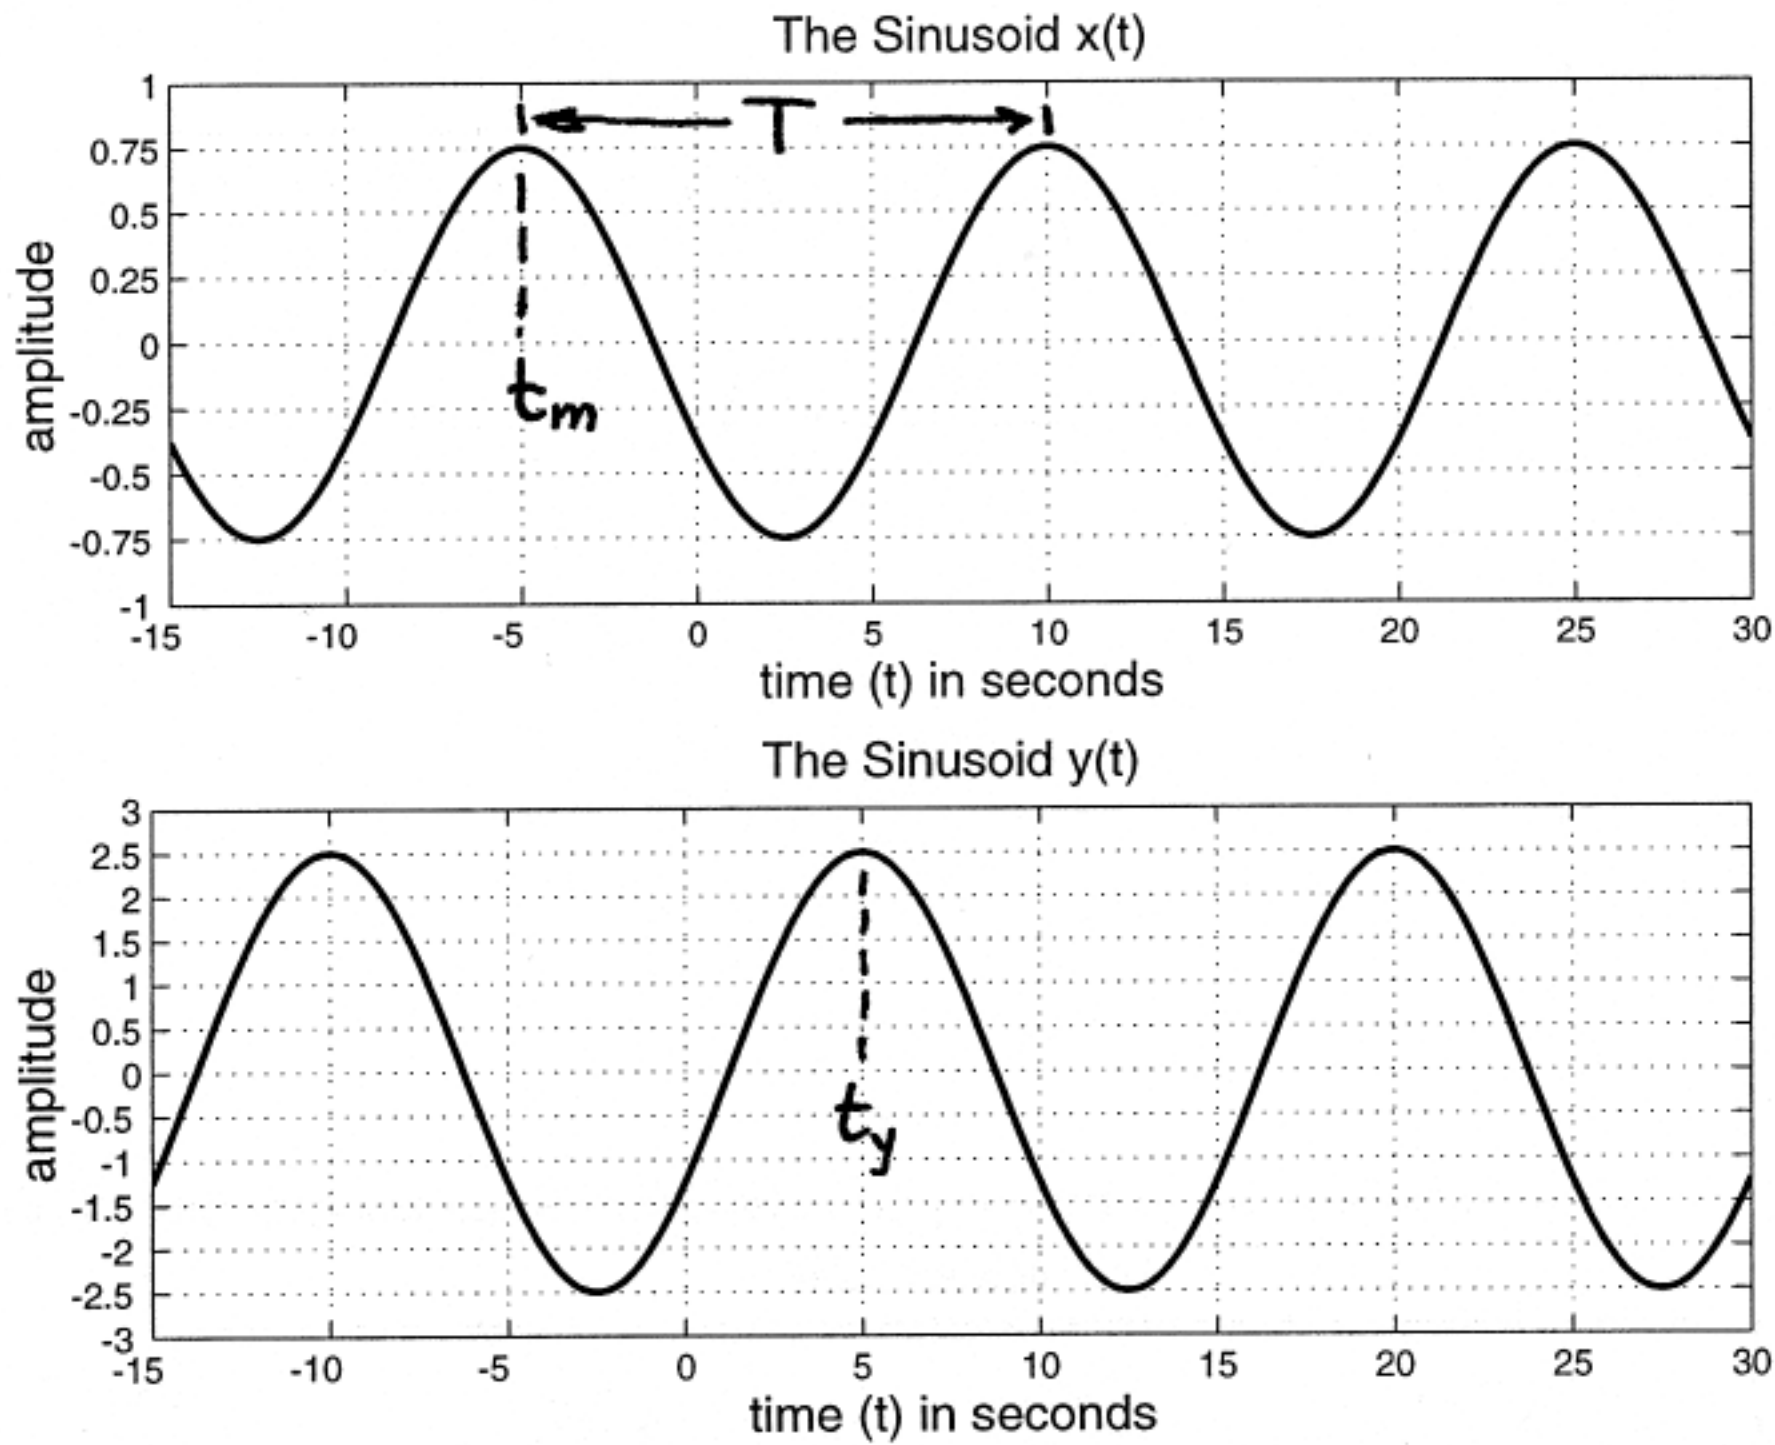 The Sinusoid x(t)
1
0.75
0.5
0.25
0
-0.25
-0.5
-0.75
-1
amplitude
T
tm
-15 -10 -5 0 5 10 15 20 25 30
time (t) in seconds
The Sinusoid y(t)
3
2.5
2
1.5
1
0.5
0
-0.5
-1
-1.5
-2
-2.5
-3
amplitude
ty
-15 -10 -5 0 5 10 15 20 25 30
time (t) in seconds